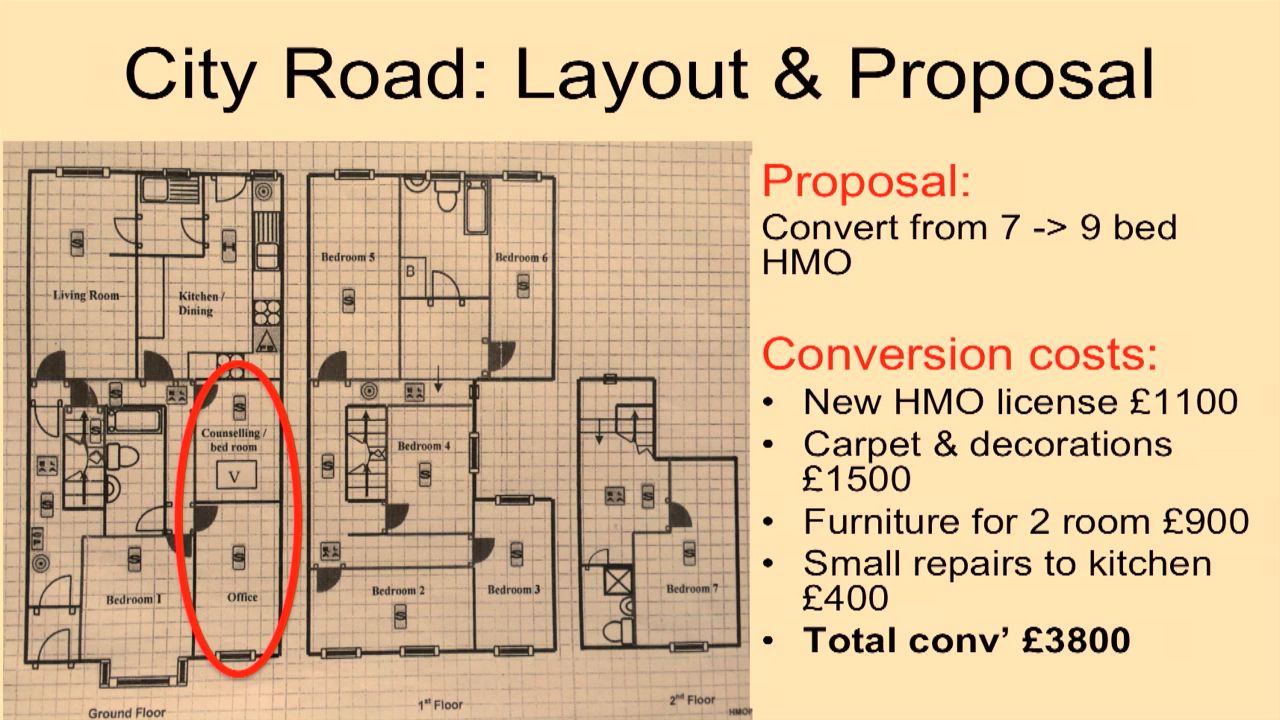 City Road: Layout & Proposal
Living Room
Kitchen /
Dining
S
H
S
S
Counselling /
bed room
V
S
S
S
S
Bedroom 1
Office
Ground Floor
Bedroom 5
B
Bedroom 6
S
S
Bedroom 4
S
S
S
Bedroom 2
Bedroom 3
S
1st Floor
S
S
Bedroom 7
2nd Floor
HMO
Proposal:
Convert from 7 -> 9 bed
HMO
Conversion costs:
• New HMO license £1100
• Carpet & decorations
£1500
• Furniture for 2 room £900
• Small repairs to kitchen
£400
• Total conv’ £3800